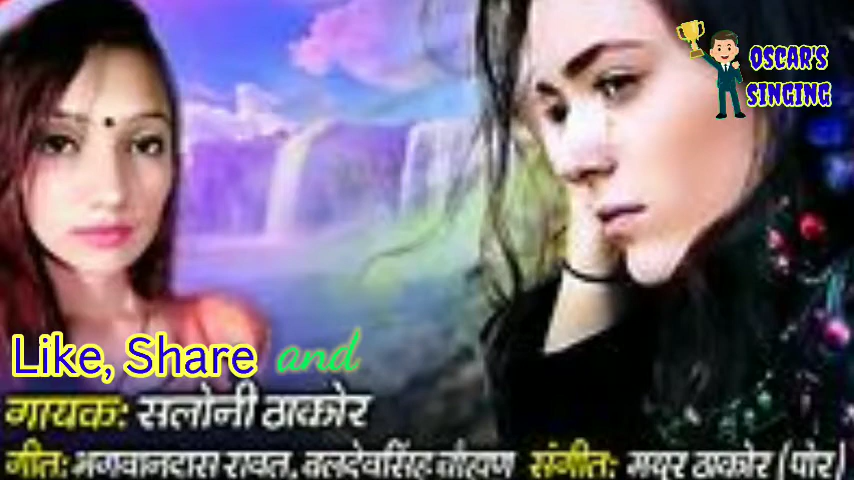 OSCAR'S
SINGING
Like, Share and
गायक: सलोनी ठाकोर
गीत: भगवानदास रावत, बलदेवसिंह चौहाण संगीत: मयूर ठाकोर (पोर)